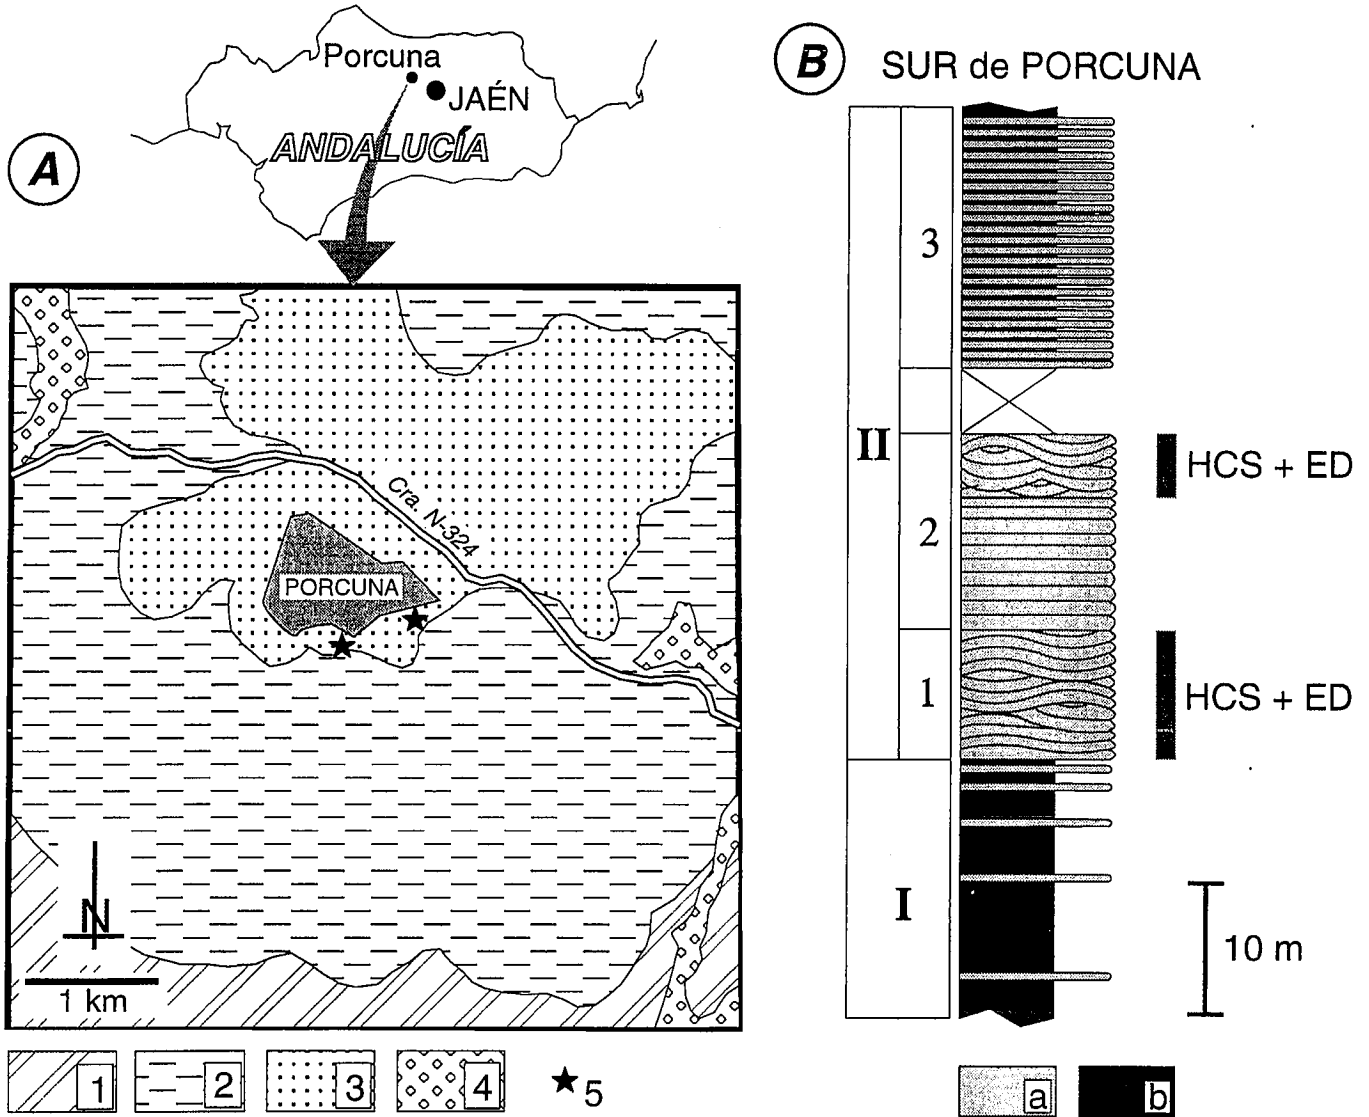 A
Porcuna
JAÉN
ANDALUCÍA
Cra. N-324
PORCUNA
N
1 km
1
2
3
4
5
B
SUR de PORCUNA
3
II
HCS + ED
2
1
HCS + ED
I
10 m
a
b